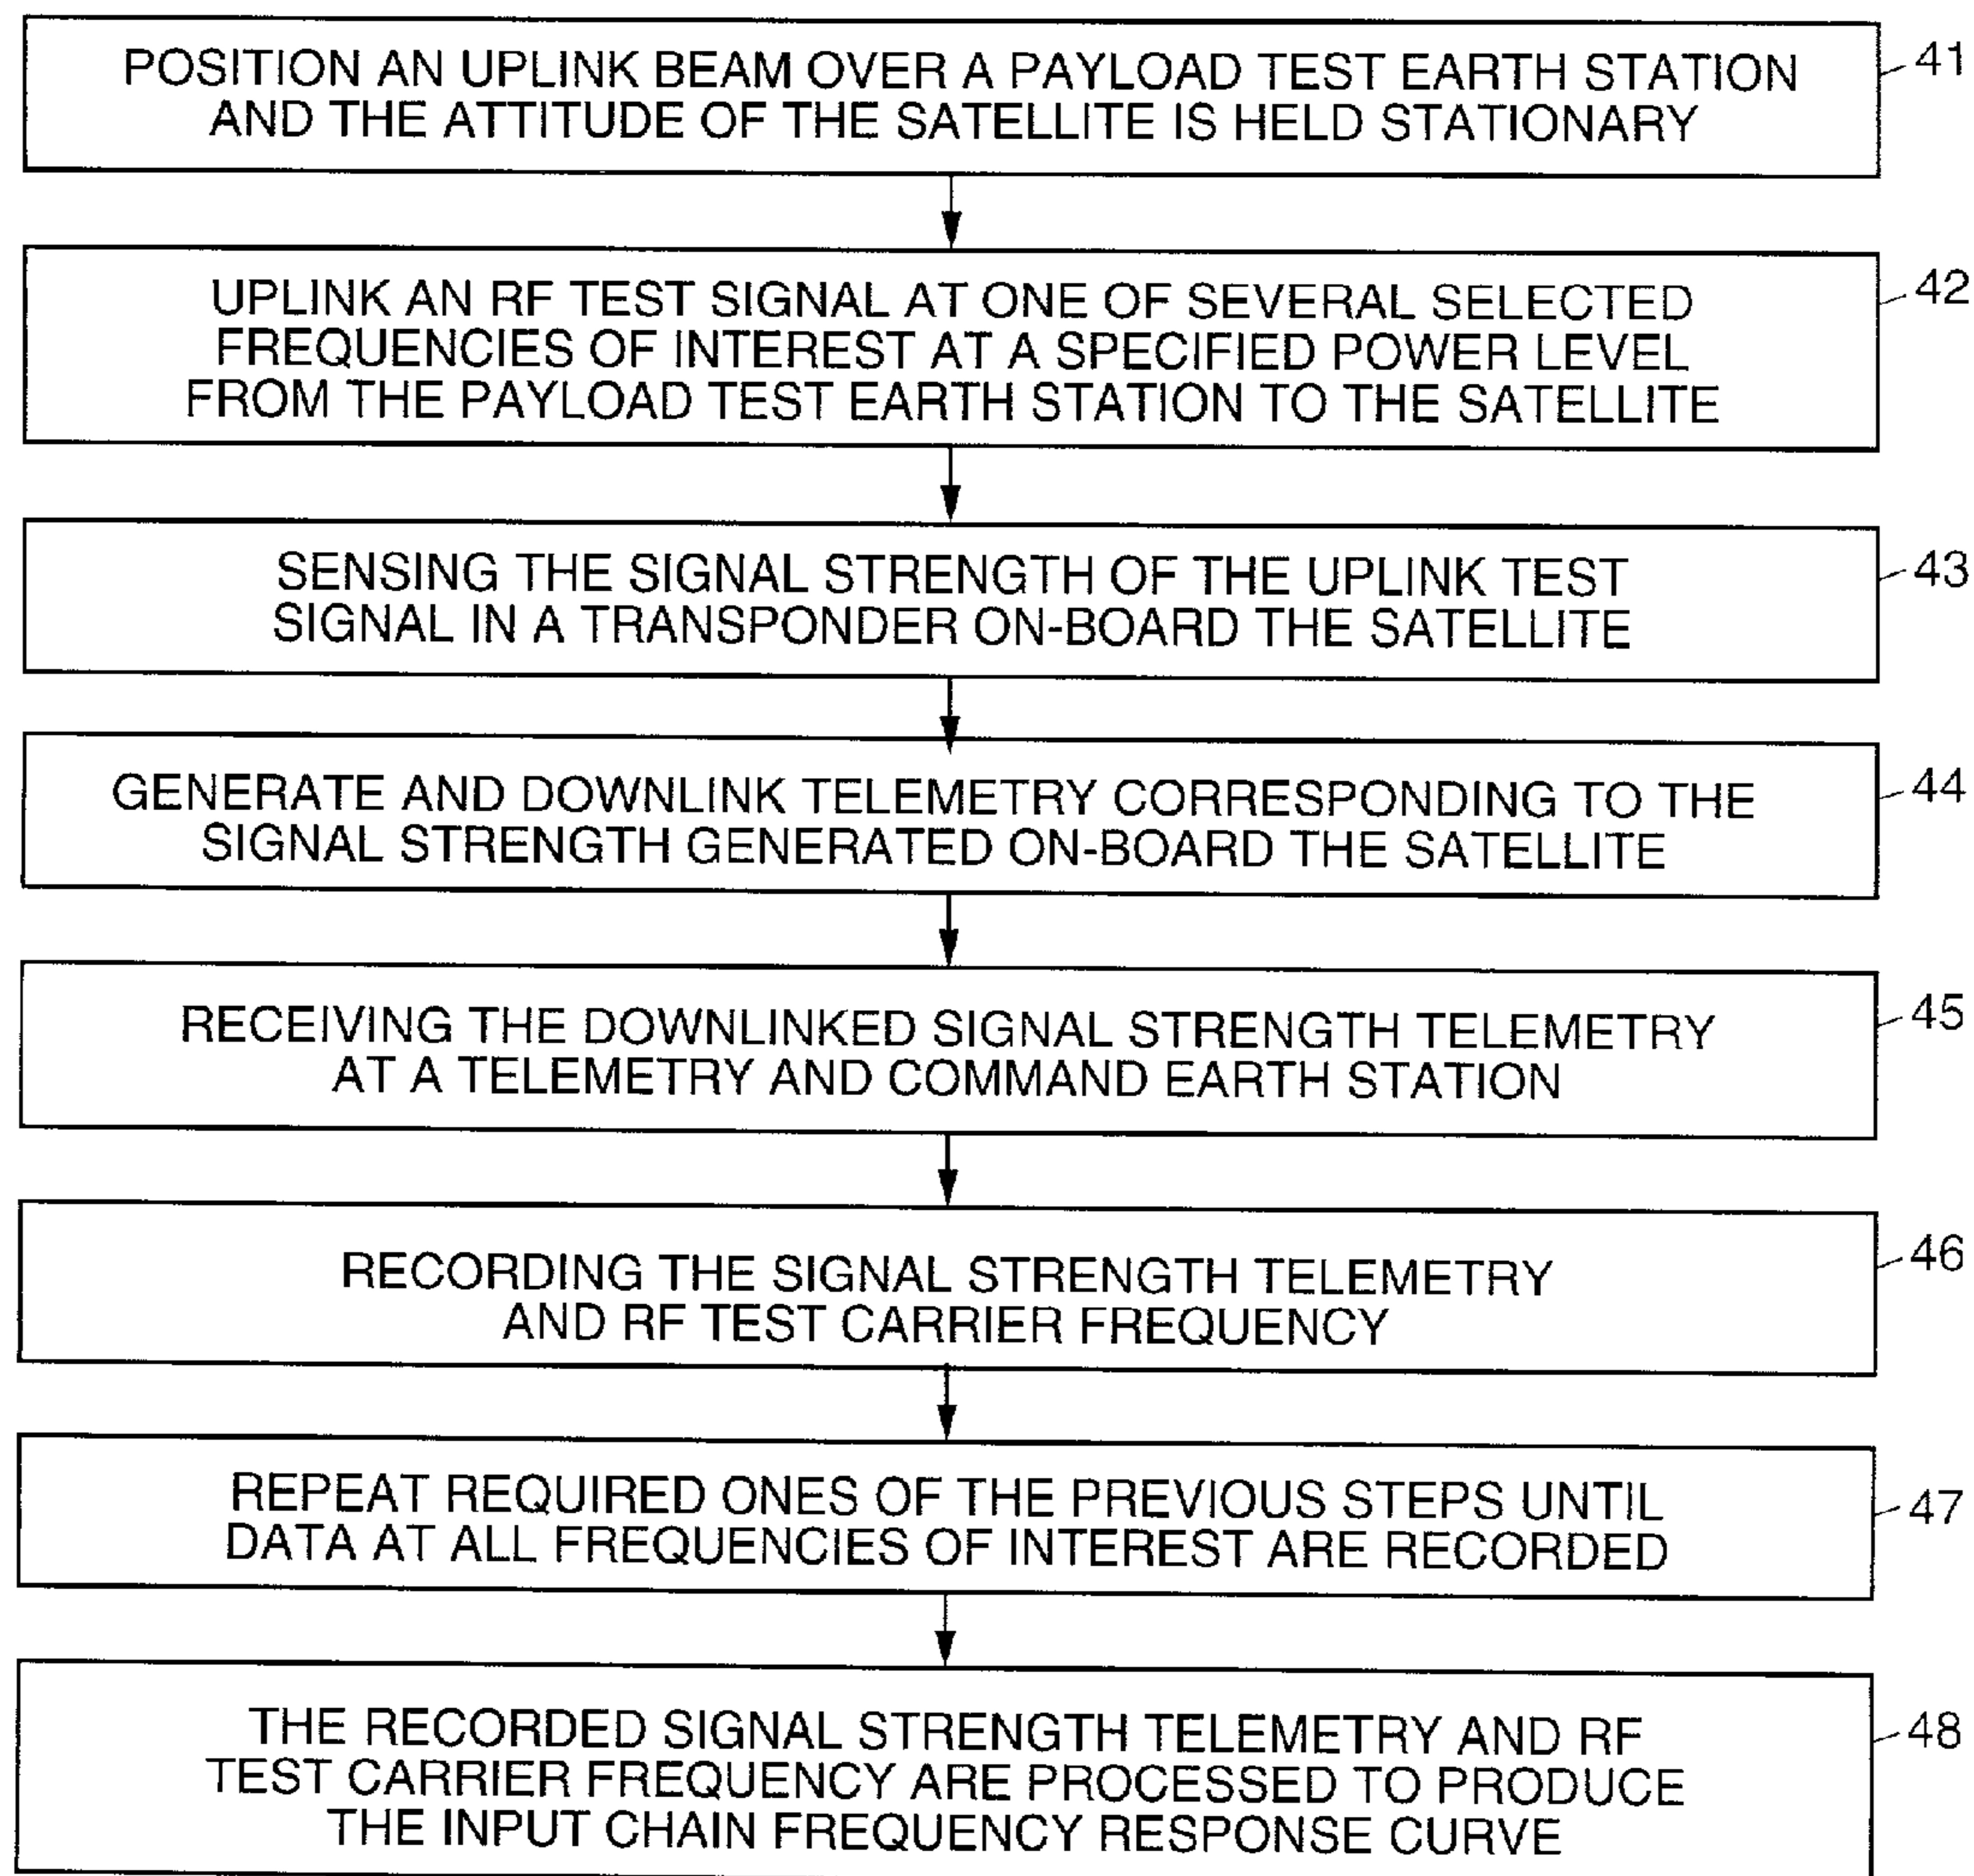 POSITION AN UPLINK BEAM OVER A PAYLOAD TEST EARTH STATION
AND THE ATTITUDE OF THE SATELLITE IS HELD STATIONARY
41
UPLINK AN RF TEST SIGNAL AT ONE OF SEVERAL SELECTED
FREQUENCIES OF INTEREST AT A SPECIFIED POWER LEVEL
FROM THE PAYLOAD TEST EARTH STATION TO THE SATELLITE
42
SENSING THE SIGNAL STRENGTH OF THE UPLINK TEST
SIGNAL IN A TRANSPONDER ON-BOARD THE SATELLITE
43
GENERATE AND DOWNLINK TELEMETRY CORRESPONDING TO THE
SIGNAL STRENGTH GENERATED ON-BOARD THE SATELLITE
44
RECEIVING THE DOWNLINKED SIGNAL STRENGTH TELEMETRY
AT A TELEMETRY AND COMMAND EARTH STATION
45
RECORDING THE SIGNAL STRENGTH TELEMETRY
AND RF TEST CARRIER FREQUENCY
46
REPEAT REQUIRED ONES OF THE PREVIOUS STEPS UNTIL
DATA AT ALL FREQUENCIES OF INTEREST ARE RECORDED
47
THE RECORDED SIGNAL STRENGTH TELEMETRY AND RF
TEST CARRIER FREQUENCY ARE PROCESSED TO PRODUCE
THE INPUT CHAIN FREQUENCY RESPONSE CURVE
48